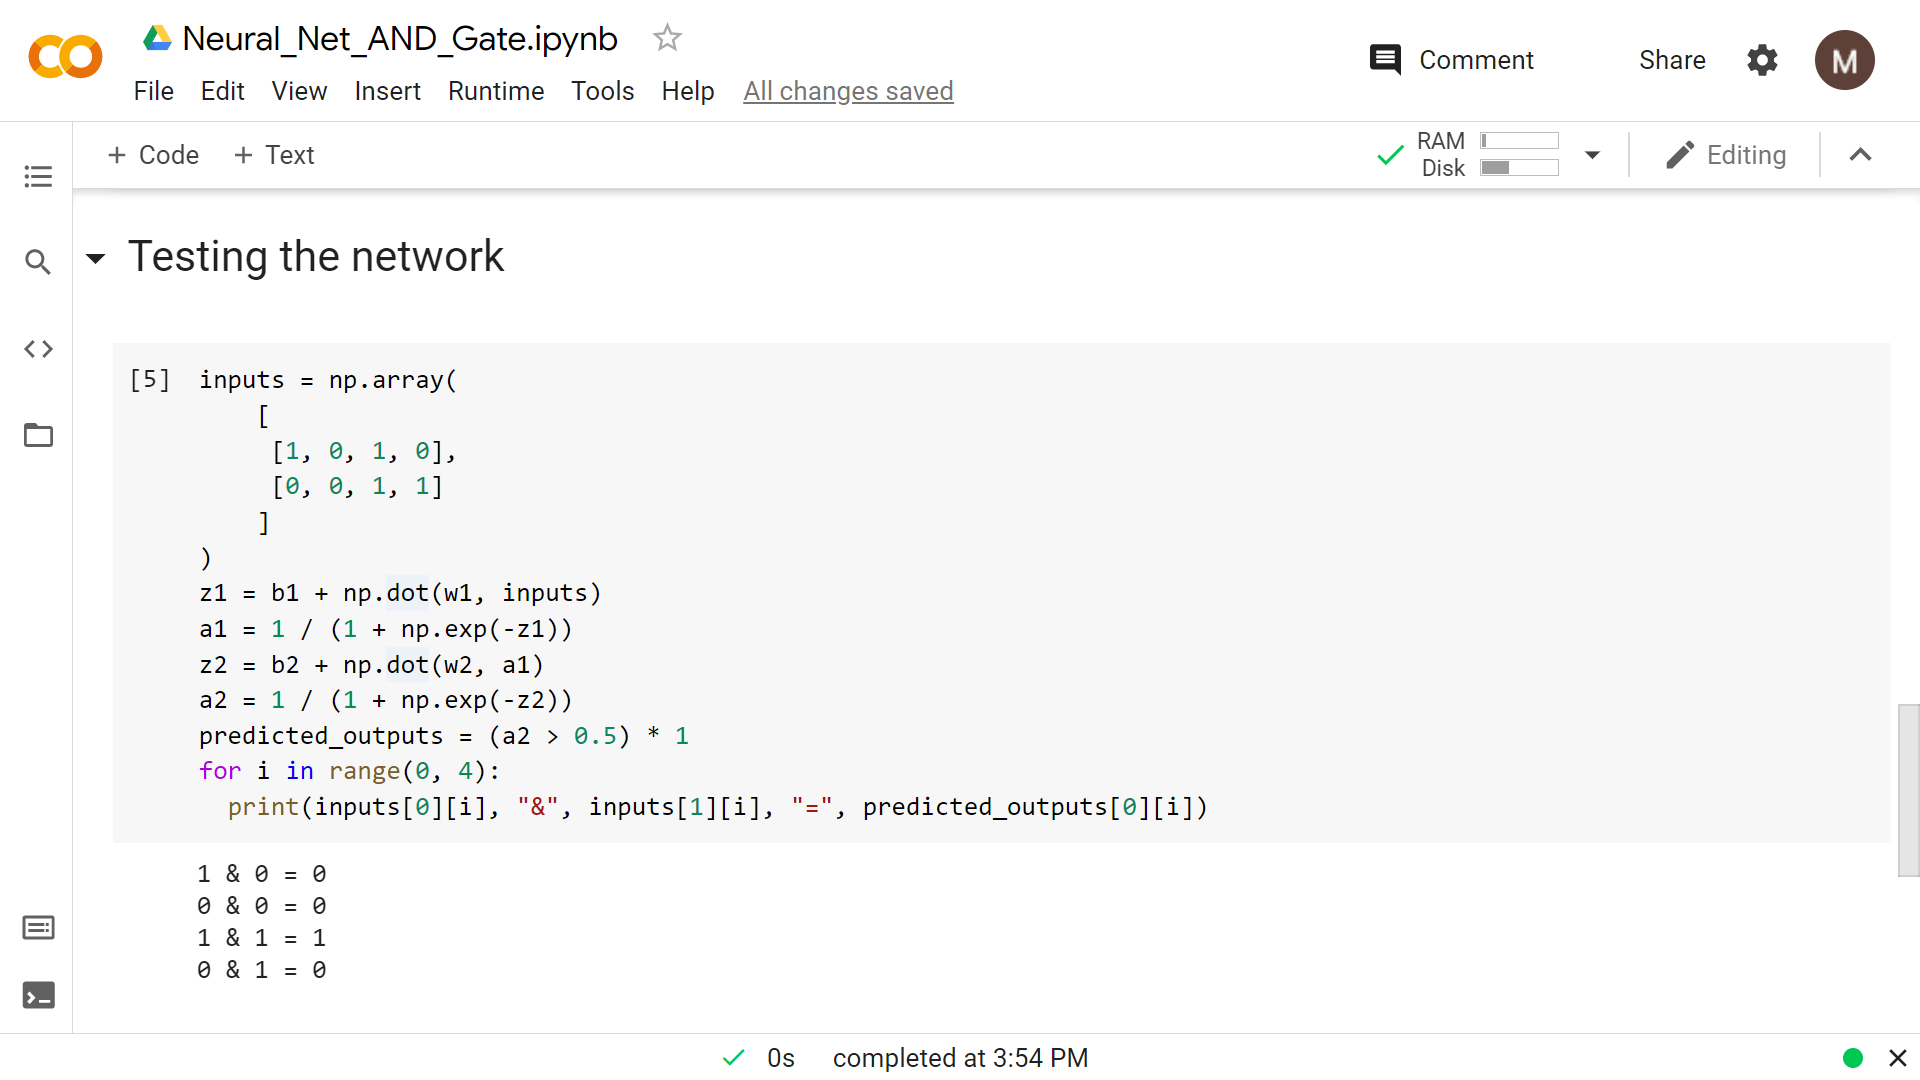 Neural_Net_AND_Gate.ipynb
File Edit View Insert Runtime Tools Help All changes saved
Comment Share M
+ Code + Text
RAM
Disk
Editing
Testing the network
[5] inputs = np.array(
[
[1, 0, 1, 0],
[0, 0, 1, 1]
]
)
z1 = b1 + np.dot(w1, inputs)
a1 = 1 / (1 + np.exp(-z1))
z2 = b2 + np.dot(w2, a1)
a2 = 1 / (1 + np.exp(-z2))
predicted_outputs = (a2 > 0.5) * 1
for i in range(0, 4):
print(inputs[0][i], "&", inputs[1][i], "=", predicted_outputs[0][i])
1 & 0 = 0
0 & 0 = 0
1 & 1 = 1
0 & 1 = 0
0s completed at 3:54 PM